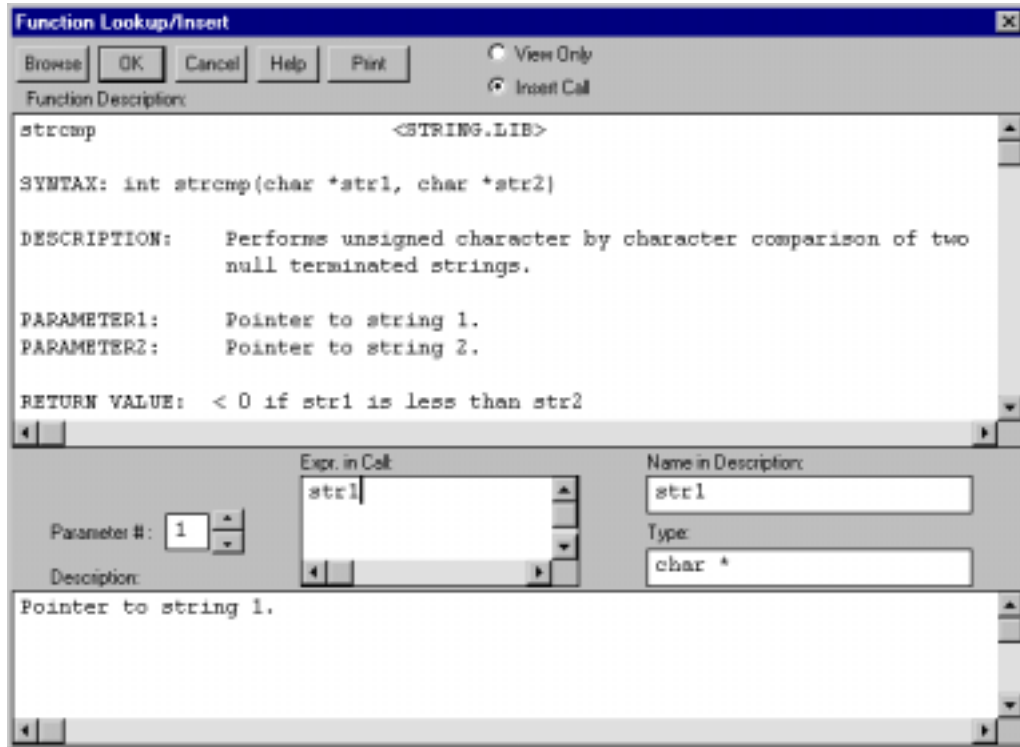 Function Lookup/Insert
Browse OK Cancel Help Print
View Only
Insert Call
Function Description:
strcmp <STRING.LIB>
SYNTAX: int strcmp(char *str1, char *str2)
DESCRIPTION: Performs unsigned character by character comparison of two
null terminated strings.
PARAMETER1: Pointer to string 1.
PARAMETER2: Pointer to string 2.
RETURN VALUE: < 0 if str1 is less than str2
Expr. in Call: Name in Description:
str1 str1
Parameter #: 1 Type:
char *
Description:
Pointer to string 1.